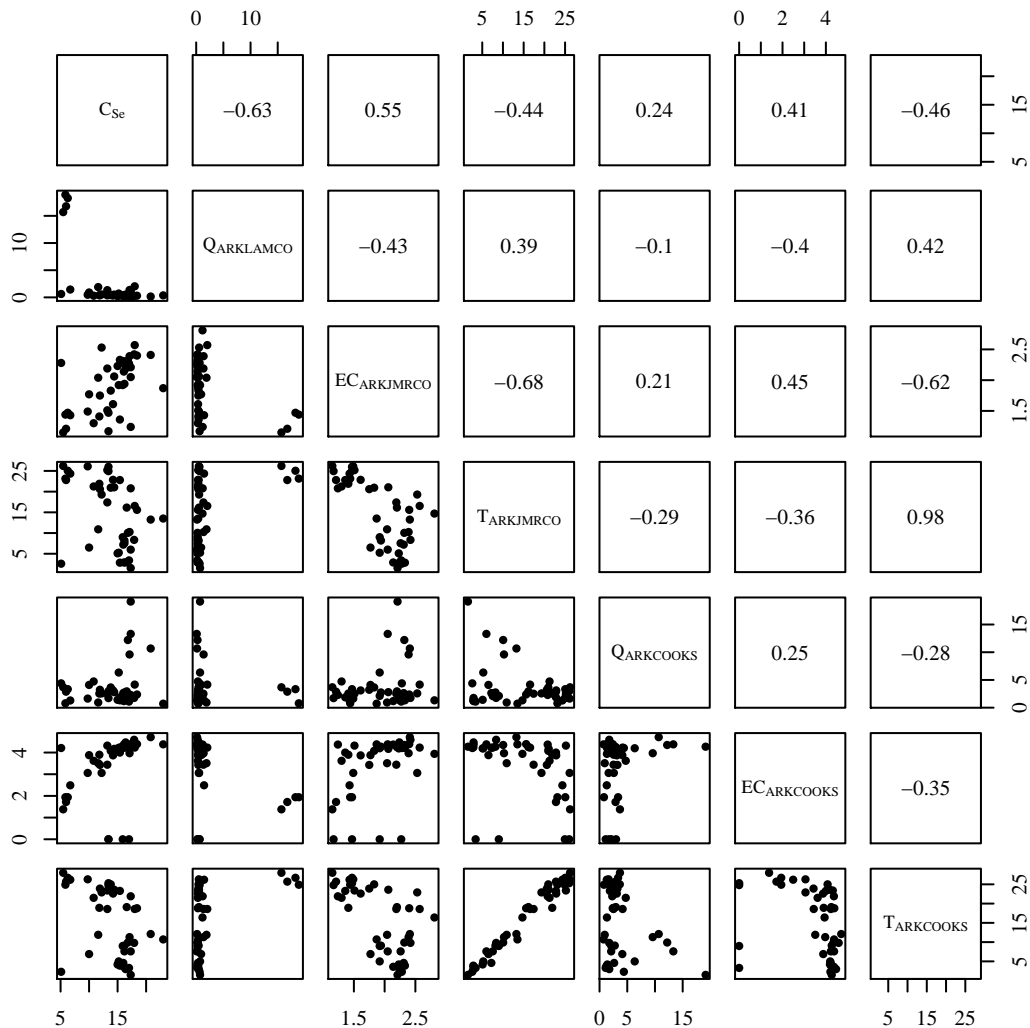 0 10 5 15 25 0 2 4
C_Se −0.63 0.55 −0.44 0.24 0.41 −0.46 5 15
0 10 Q_ARKLAMCO −0.43 0.39 −0.1 −0.4 0.42
EC_ARKJMRCO −0.68 0.21 0.45 −0.62 1.5 2.5
5 15 25 T_ARKJMRCO −0.29 −0.36 0.98
Q_ARKCOOKS 0.25 −0.28 0 5 15
0 2 4 EC_ARKCOOKS −0.35
T_ARKCOOKS 5 15 25
5 15 1.5 2.5 0 5 15 5 15 25